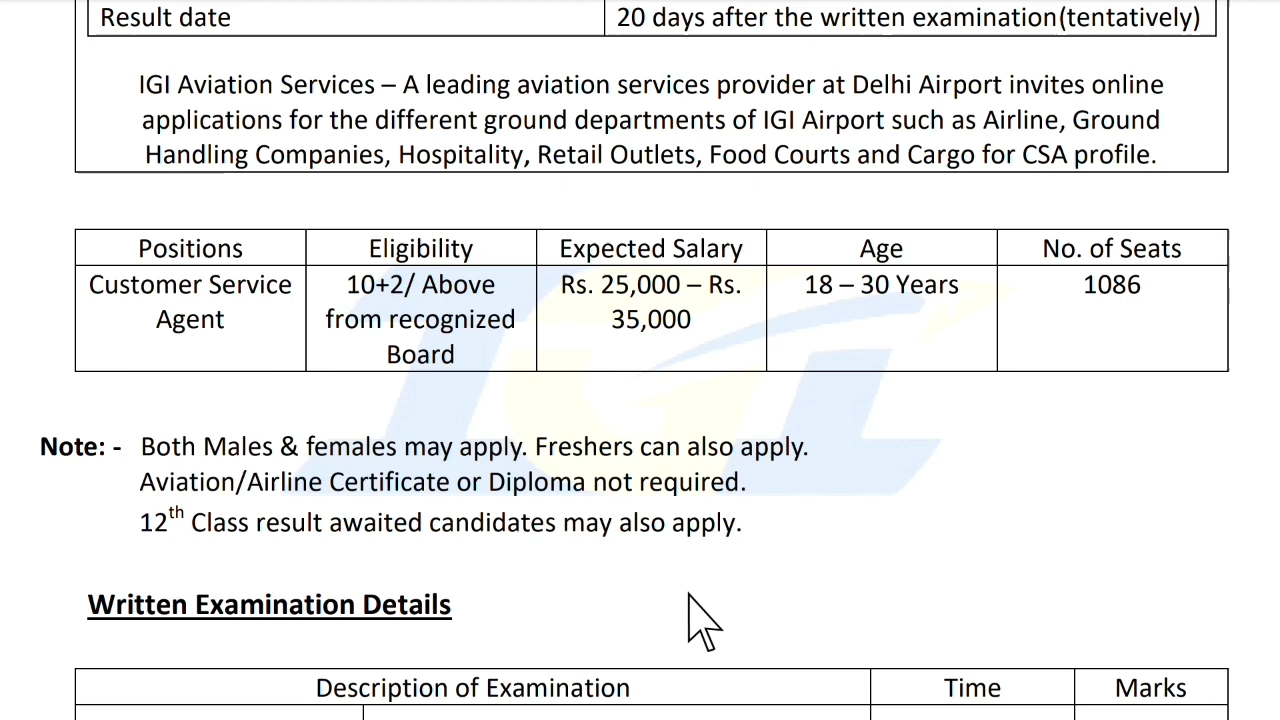 Result date 20 days after the written examination(tentatively)
IGI Aviation Services – A leading aviation services provider at Delhi Airport invites online
applications for the different ground departments of IGI Airport such as Airline, Ground
Handling Companies, Hospitality, Retail Outlets, Food Courts and Cargo for CSA profile.
Positions Eligibility Expected Salary Age No. of Seats
Customer Service 10+2/ Above Rs. 25,000 – Rs. 18 – 30 Years 1086
Agent from recognized 35,000
Board
Note: - Both Males & females may apply. Freshers can also apply.
Aviation/Airline Certificate or Diploma not required.
12th Class result awaited candidates may also apply.
Written Examination Details
Description of Examination Time Marks